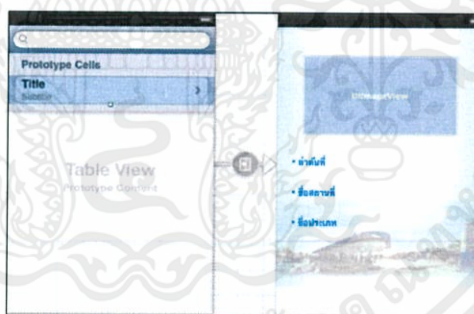 Prototype Cells
Title
Subtitle
Table View
Prototype Content
UIImageView
• ลำดับที่
• ชื่อสถานที่
• ชื่อประเภท